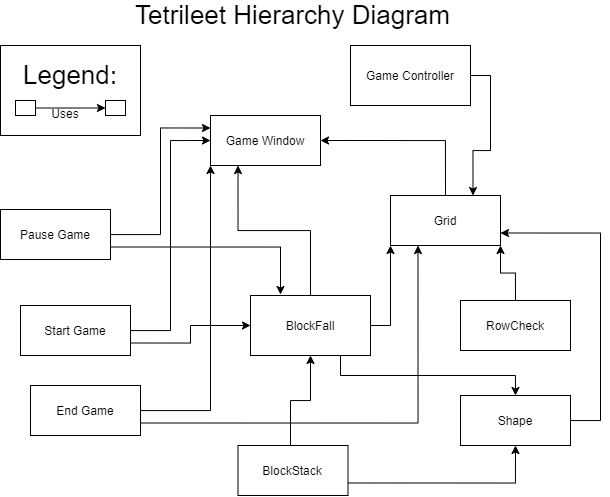 Tetrileet Hierarchy Diagram
Legend:
Uses
Game Controller
Game Window
Pause Game
Grid
Start Game
BlockFall
RowCheck
End Game
Shape
BlockStack